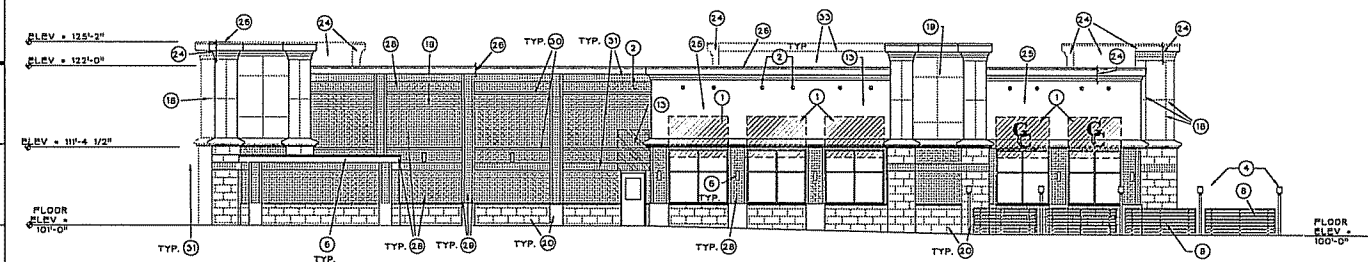 26
24
24
28
19
26
TYP. 30
TYP. 31
2
24
26
TYP
33
19
24
24
ELEV = 125'-2"
24
ELEV = 122'-0"
25
2
13
25
24
18
13
1
1
1
18
ELEV = 111'-4 1/2"
G
G
6
TYP.
4
8
FLOOR
ELEV =
101'-0"
FLOOR
ELEV =
100'-0"
TYP. 31
6
TYP.
TYP. 28
TYP. 29
TYP. 20
TYP. 28
TYP. 20
8